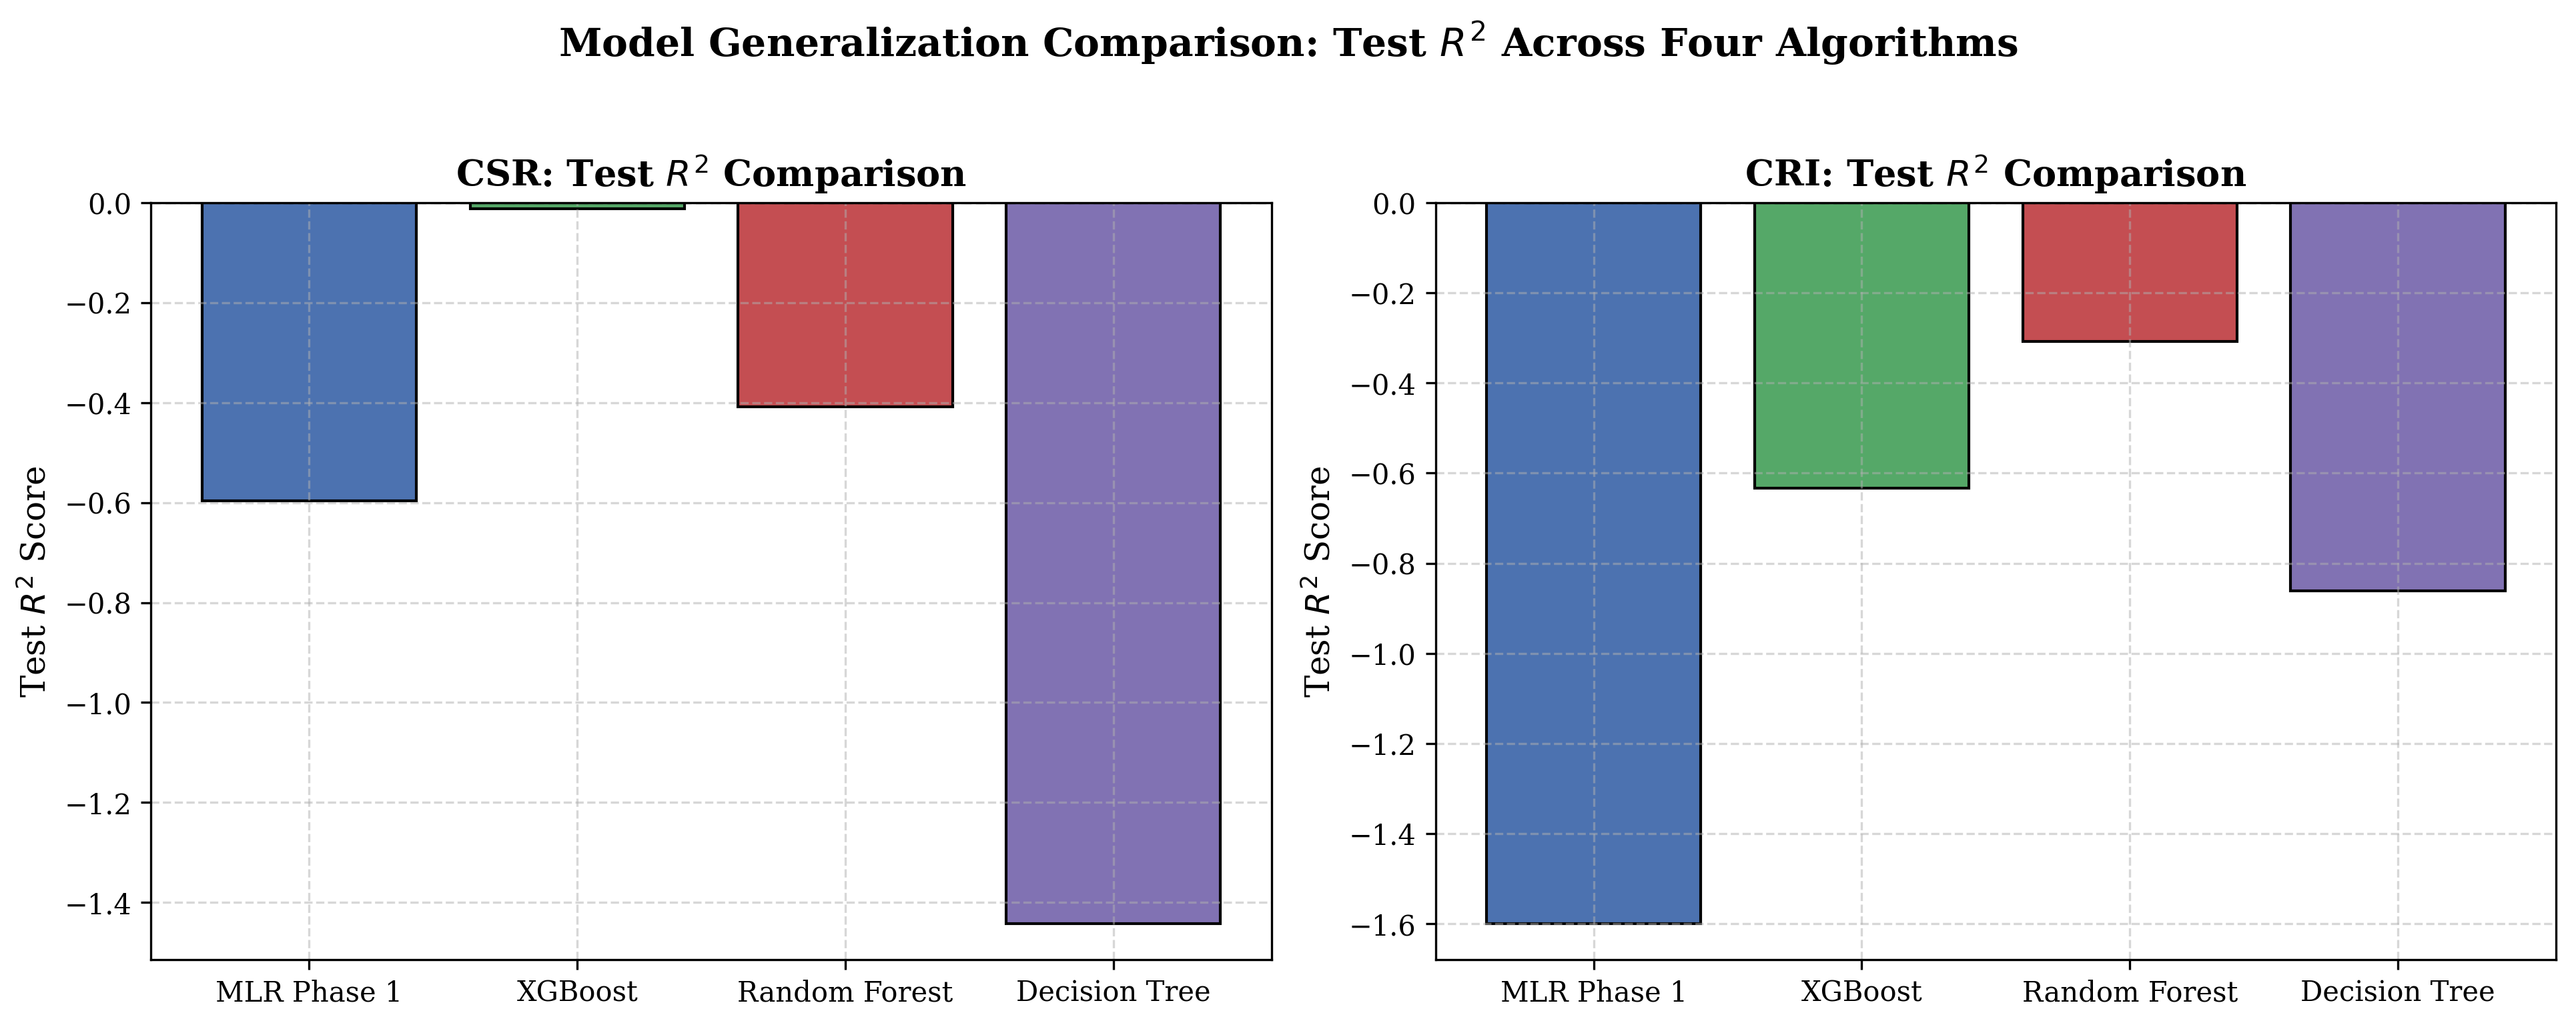 Model Generalization Comparison: Test R² Across Four Algorithms
CSR: Test R² Comparison
Test R² Score
0.0
−0.2
−0.4
−0.6
−0.8
−1.0
−1.2
−1.4
MLR Phase 1
XGBoost
Random Forest
Decision Tree
CRI: Test R² Comparison
Test R² Score
0.0
−0.2
−0.4
−0.6
−0.8
−1.0
−1.2
−1.4
−1.6
MLR Phase 1
XGBoost
Random Forest
Decision Tree